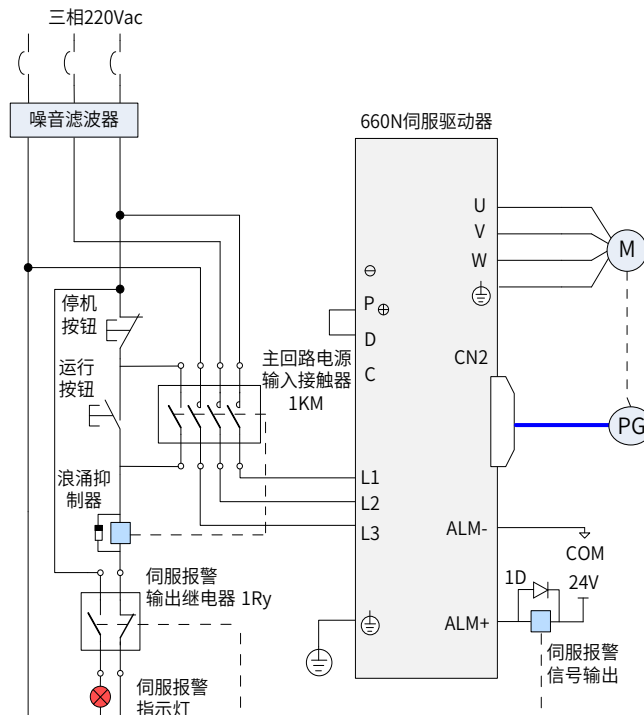 三相220Vac
噪音滤波器
660N伺服驱动器
U
V
W
M
⊖
P⊕
D
C
CN2
PG
停机
按钮
运行
按钮
主回路电源
输入接触器
1KM
浪涌抑
制器
L1
L2
L3
ALM-
COM
1D
24V
ALM+
伺服报警
输出继电器 1Ry
伺服报警
信号输出
伺服报警
指示灯